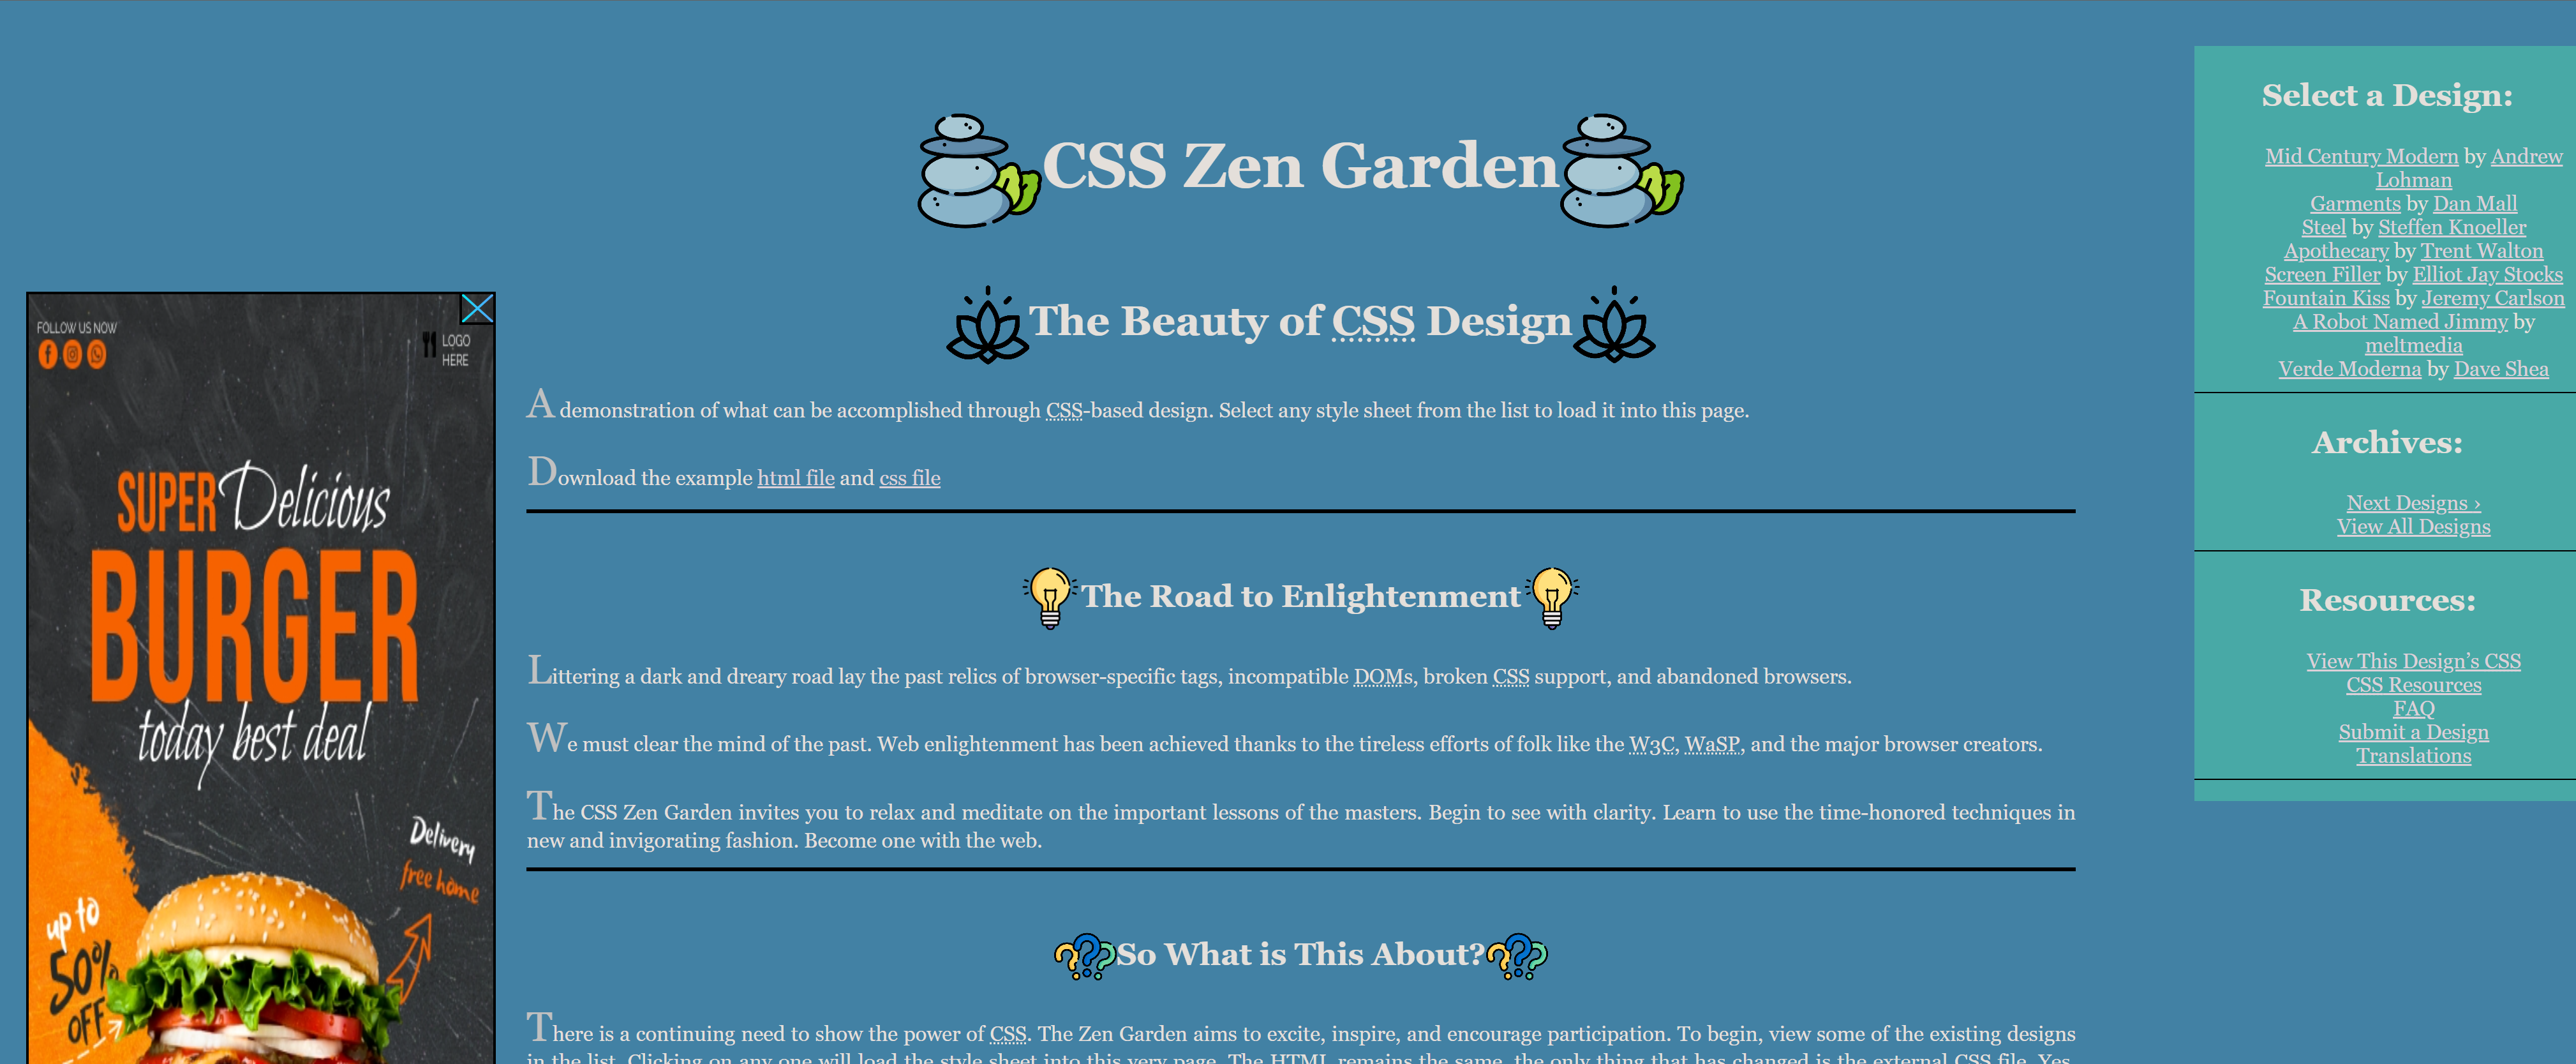 CSS Zen Garden
The Beauty of CSS Design
A demonstration of what can be accomplished through CSS-based design. Select any style sheet from the list to load it into this page.
Download the example html file and css file
The Road to Enlightenment
Littering a dark and dreary road lay the past relics of browser-specific tags, incompatible DOMs, broken CSS support, and abandoned browsers.
We must clear the mind of the past. Web enlightenment has been achieved thanks to the tireless efforts of folk like the W3C, WaSP, and the major browser creators.
The CSS Zen Garden invites you to relax and meditate on the important lessons of the masters. Begin to see with clarity. Learn to use the time-honored techniques in
new and invigorating fashion. Become one with the web.
So What is This About?
There is a continuing need to show the power of CSS. The Zen Garden aims to excite, inspire, and encourage participation. To begin, view some of the existing designs
in the list. Clicking on any one will load the style sheet into this very page. The HTML remains the same, the only thing that has changed is the external CSS file. Yes,
FOLLOW US NOW
LOGO
HERE
SUPER Delicious
BURGER
today best deal
Delivery
free home
up to
50%
OFF
Select a Design:
Mid Century Modern by Andrew
Lohman
Garments by Dan Mall
Steel by Steffen Knoeller
Apothecary by Trent Walton
Screen Filler by Elliot Jay Stocks
Fountain Kiss by Jeremy Carlson
A Robot Named Jimmy by
meltmedia
Verde Moderna by Dave Shea
Archives:
Next Designs ›
View All Designs
Resources:
View This Design’s CSS
CSS Resources
FAQ
Submit a Design
Translations